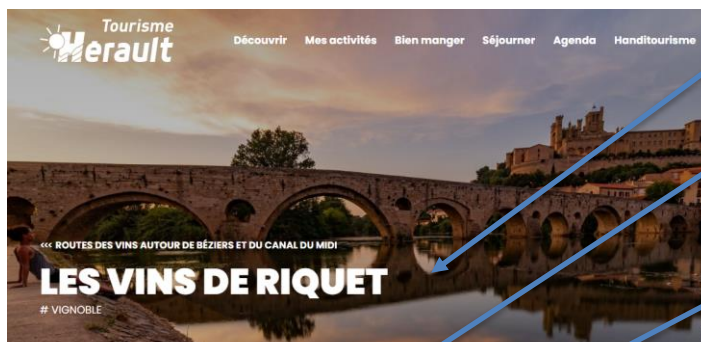 Tourisme
Hérault
Découvrir Mes activités Bien manger Séjourner Agenda Handitourisme
<<< ROUTES DES VINS AUTOUR DE BÉZIERS ET DU CANAL DU MIDI
LES VINS DE RIQUET
# VIGNOBLE